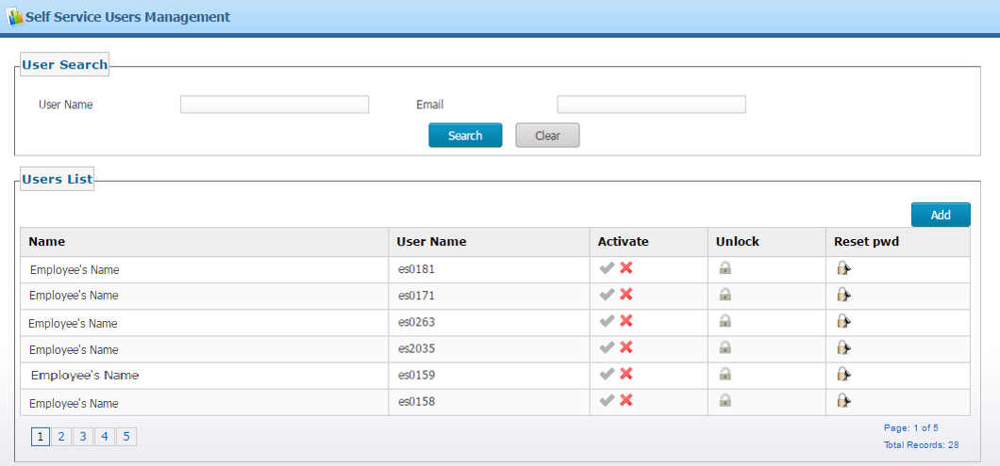 Self Service Users Management
User Search
User Name Email
Search Clear
Users List
Add
Name User Name Activate Unlock Reset pwd
Employee's Name es0181
Employee's Name es0171
Employee's Name es0263
Employee's Name es2035
Employee's Name es0159
Employee's Name es0158
1 2 3 4 5
Page: 1 of 5
Total Records: 28